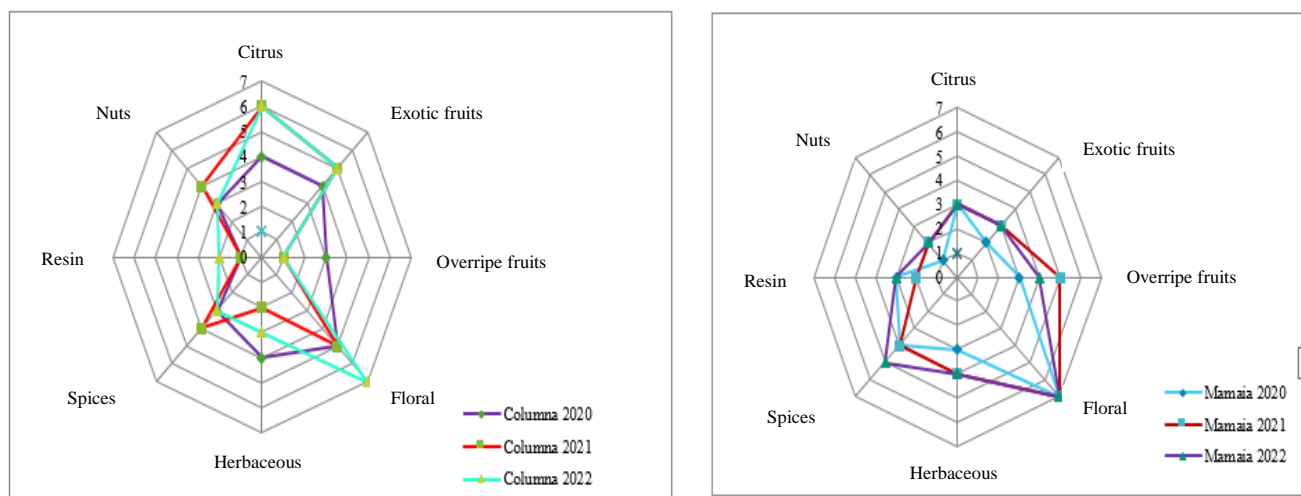 Citrus
7
6
5
4
3
2
1
0
Nuts
Exotic fruits
Resin
Overripe fruits
Spices
Floral
Herbaceous
Columna 2020
Columna 2021
Columna 2022
Citrus
7
6
5
4
3
2
1
0
Nuts
Exotic fruits
Resin
Overripe fruits
Spices
Floral
Herbaceous
Mamaia 2020
Mamaia 2021
Mamaia 2022